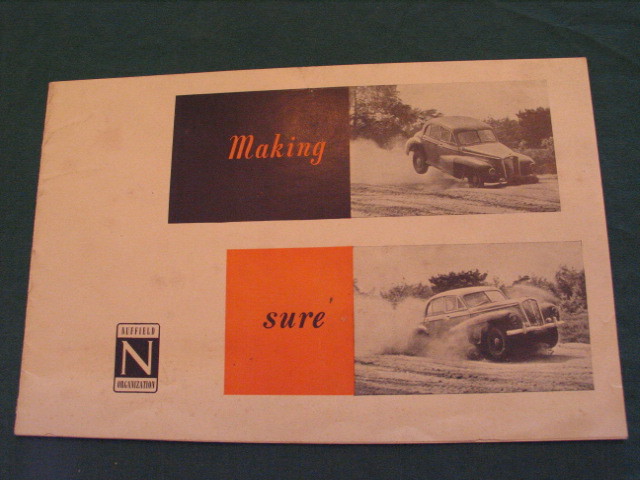 Making
sure
NUFFIELD
N
ORGANIZATION